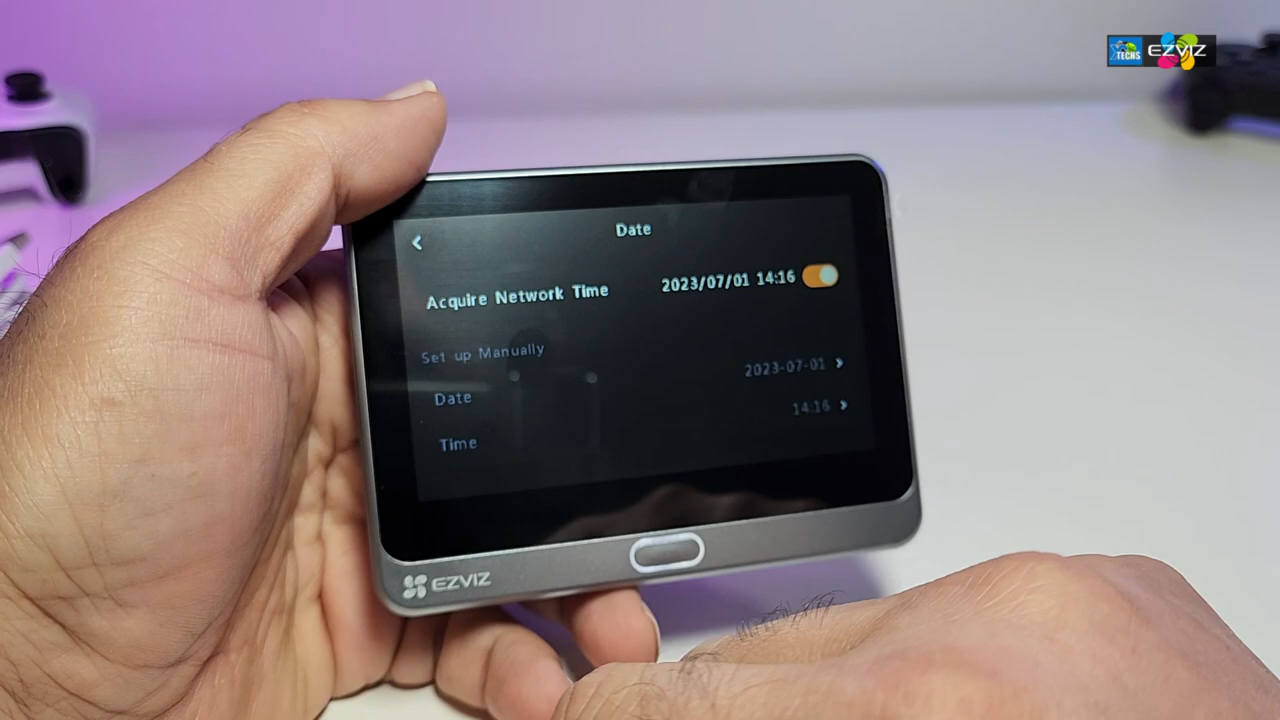 TECHS EZVIZ
Date
Acquire Network Time 2023/07/01 14:16
Set up Manually
Date 2023-07-01
Time 14:16
EZVIZ